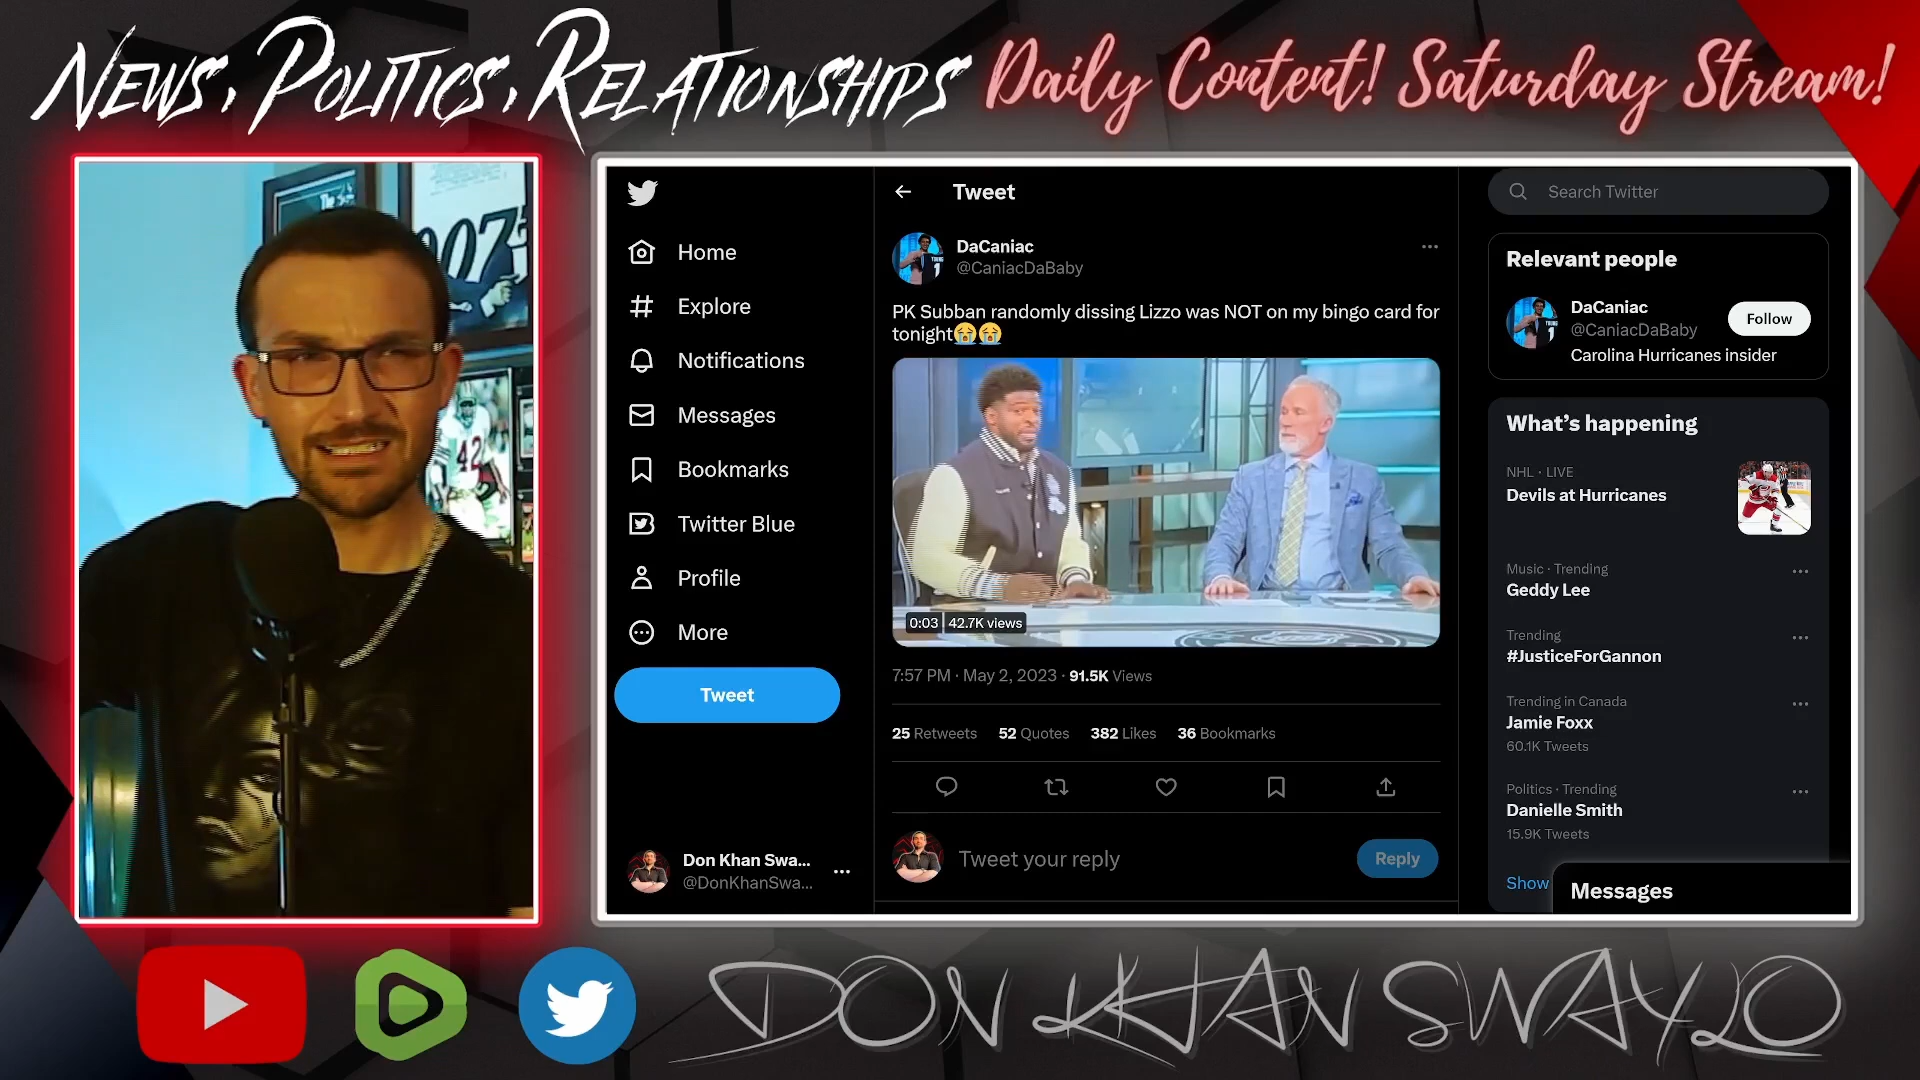 NEWS, POLITICS, RELATIONSHIPS Daily Content! Saturday Stream!
007
42
Home
Explore
Notifications
Messages
Bookmarks
Twitter Blue
Profile
More
Tweet
Don Khan Swa...
@DonKhanSwa...
Tweet
DaCaniac
@CaniacDaBaby
PK Subban randomly dissing Lizzo was NOT on my bingo card for
tonight😭😭
0:03 42.7K views
7:57 PM · May 2, 2023 · 91.5K Views
25 Retweets 52 Quotes 382 Likes 36 Bookmarks
Tweet your reply
Reply
Search Twitter
Relevant people
DaCaniac
@CaniacDaBaby
Follow
Carolina Hurricanes insider
What's happening
NHL · LIVE
Devils at Hurricanes
Music · Trending
Geddy Lee
Trending
#JusticeForGannon
Trending in Canada
Jamie Foxx
60.1K Tweets
Politics · Trending
Danielle Smith
15.9K Tweets
Show
Messages
DON KHAN SWAYLO